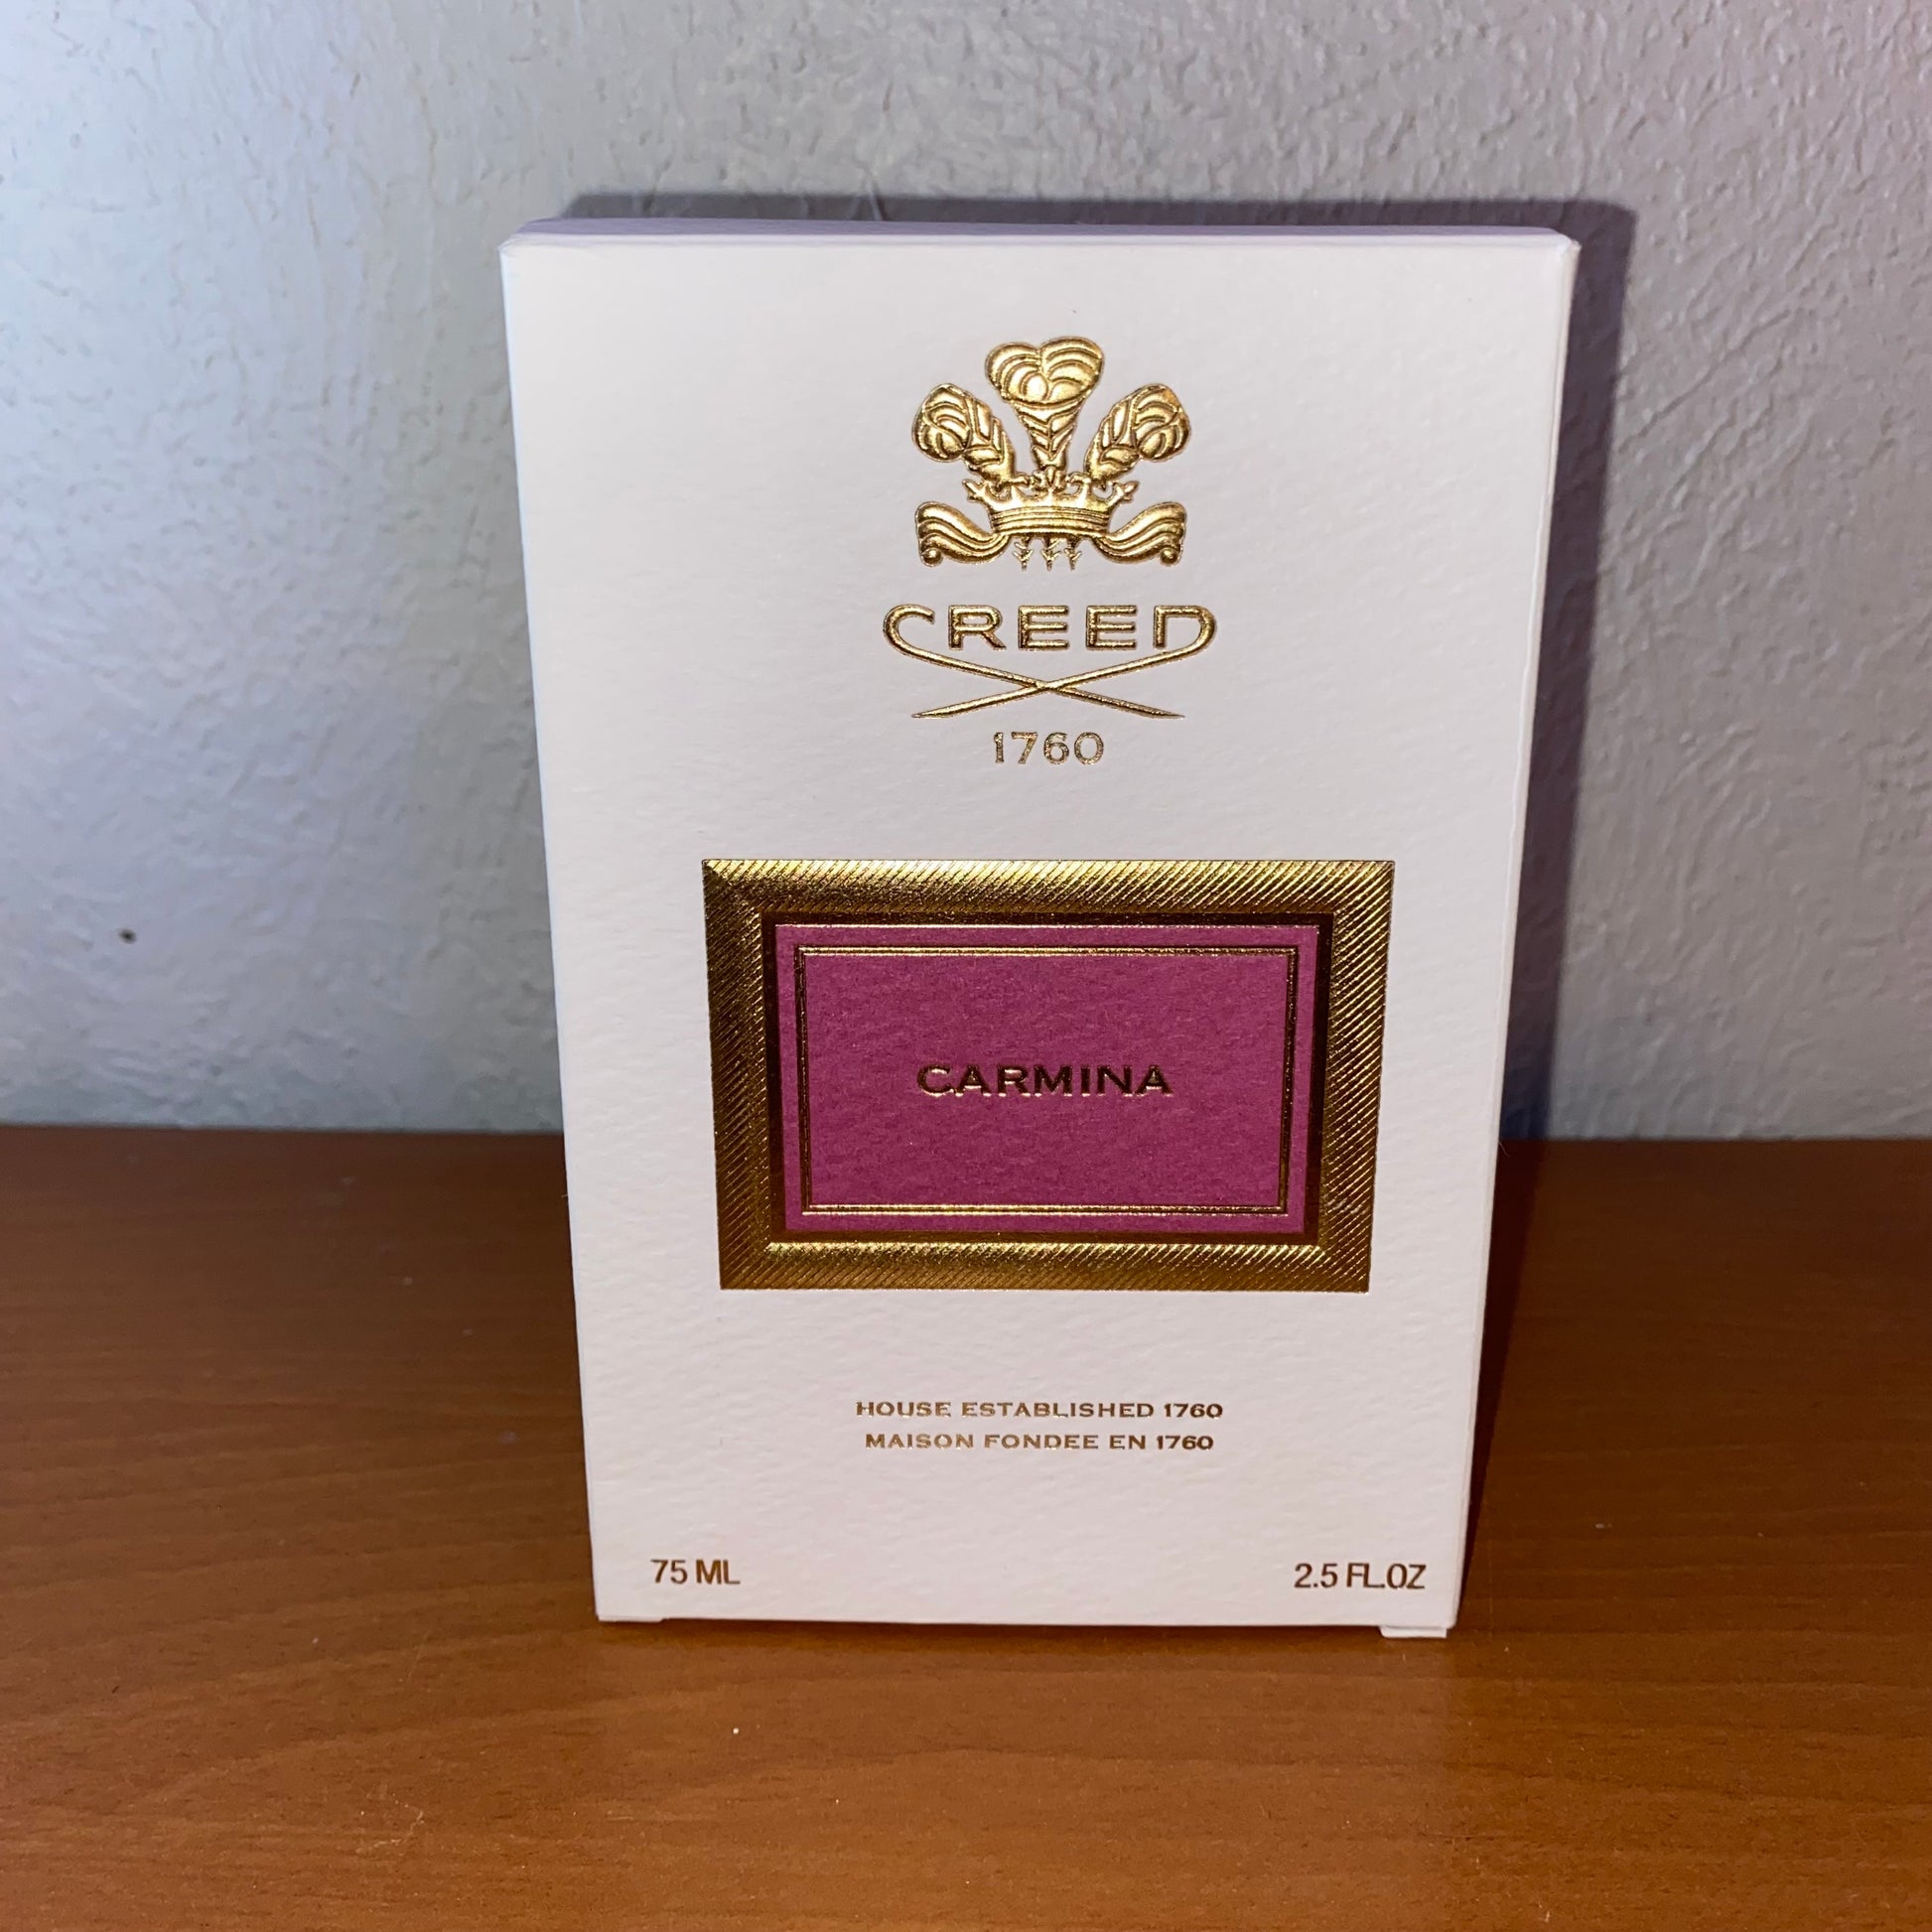 CREED
1760
CARMINA
HOUSE ESTABLISHED 1760
MAISON FONDEE EN 1760
75 ML 2.5 FL.OZ